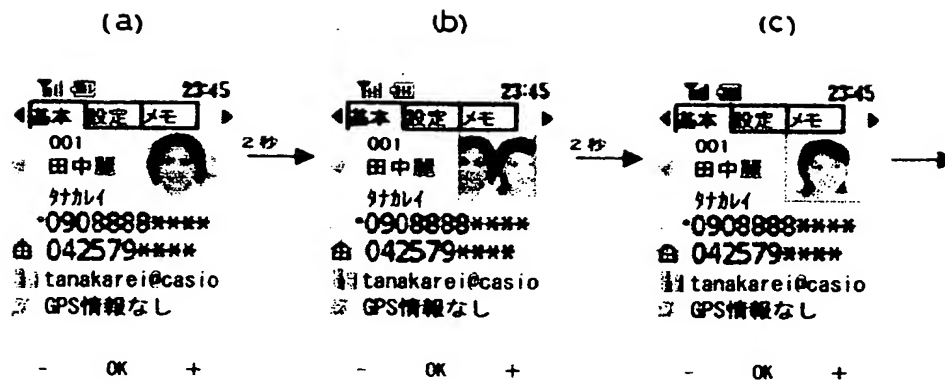 (a)
23:45
基本 設定 メモ
001
田中麗
タナカレイ
0908888****
042579****
tanakarei@casio
GPS情報なし
- OK +
2秒
(b)
23:45
基本 設定 メモ
001
田中麗
タナカレイ
0908888****
042579****
tanakarei@casio
GPS情報なし
- OK +
2秒
(c)
23:45
基本 設定 メモ
001
田中麗
タナカレイ
0908888****
042579****
tanakarei@casio
GPS情報なし
- OK +